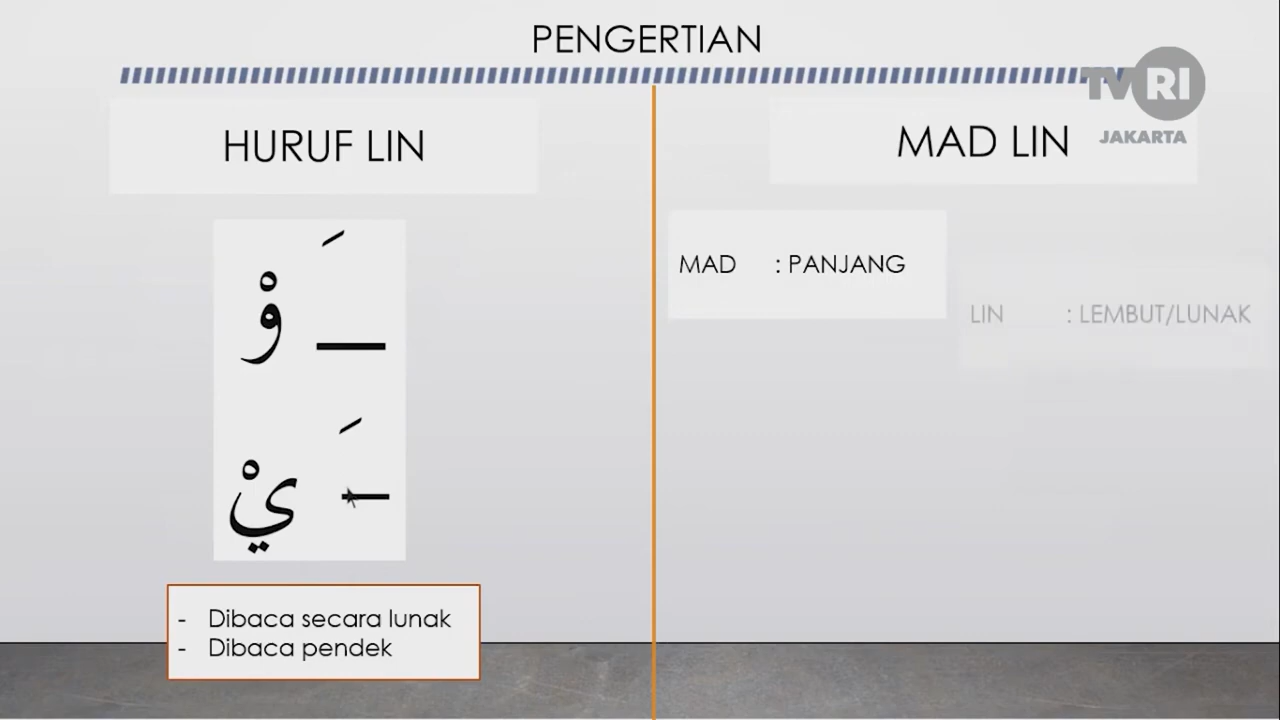 PENGERTIAN
TVRI
JAKARTA
HURUF LIN
ـَ وْ
ـَ يْ
- Dibaca secara lunak
- Dibaca pendek
MAD LIN
MAD : PANJANG
LIN : LEMBUT/LUNAK